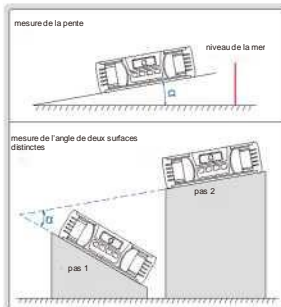 mesure de la pente
niveau de la mer
α
mesure de l'angle de deux surfaces
distinctes
pas 2
α
pas 1